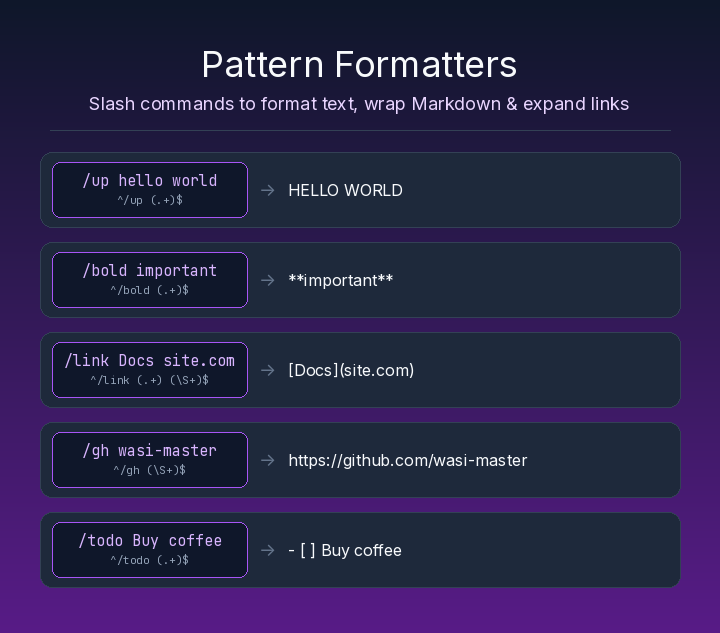 Pattern Formatters
Slash commands to format text, wrap Markdown & expand links
/up hello world
^/up (.+)$
→ HELLO WORLD
/bold important
^/bold (.+)$
→ **important**
/link Docs site.com
^/link (.+) (\S+)$
→ [Docs](site.com)
/gh wasi-master
^/gh (\S+)$
→ https://github.com/wasi-master
/todo Buy coffee
^/todo (.+)$
→ - [ ] Buy coffee